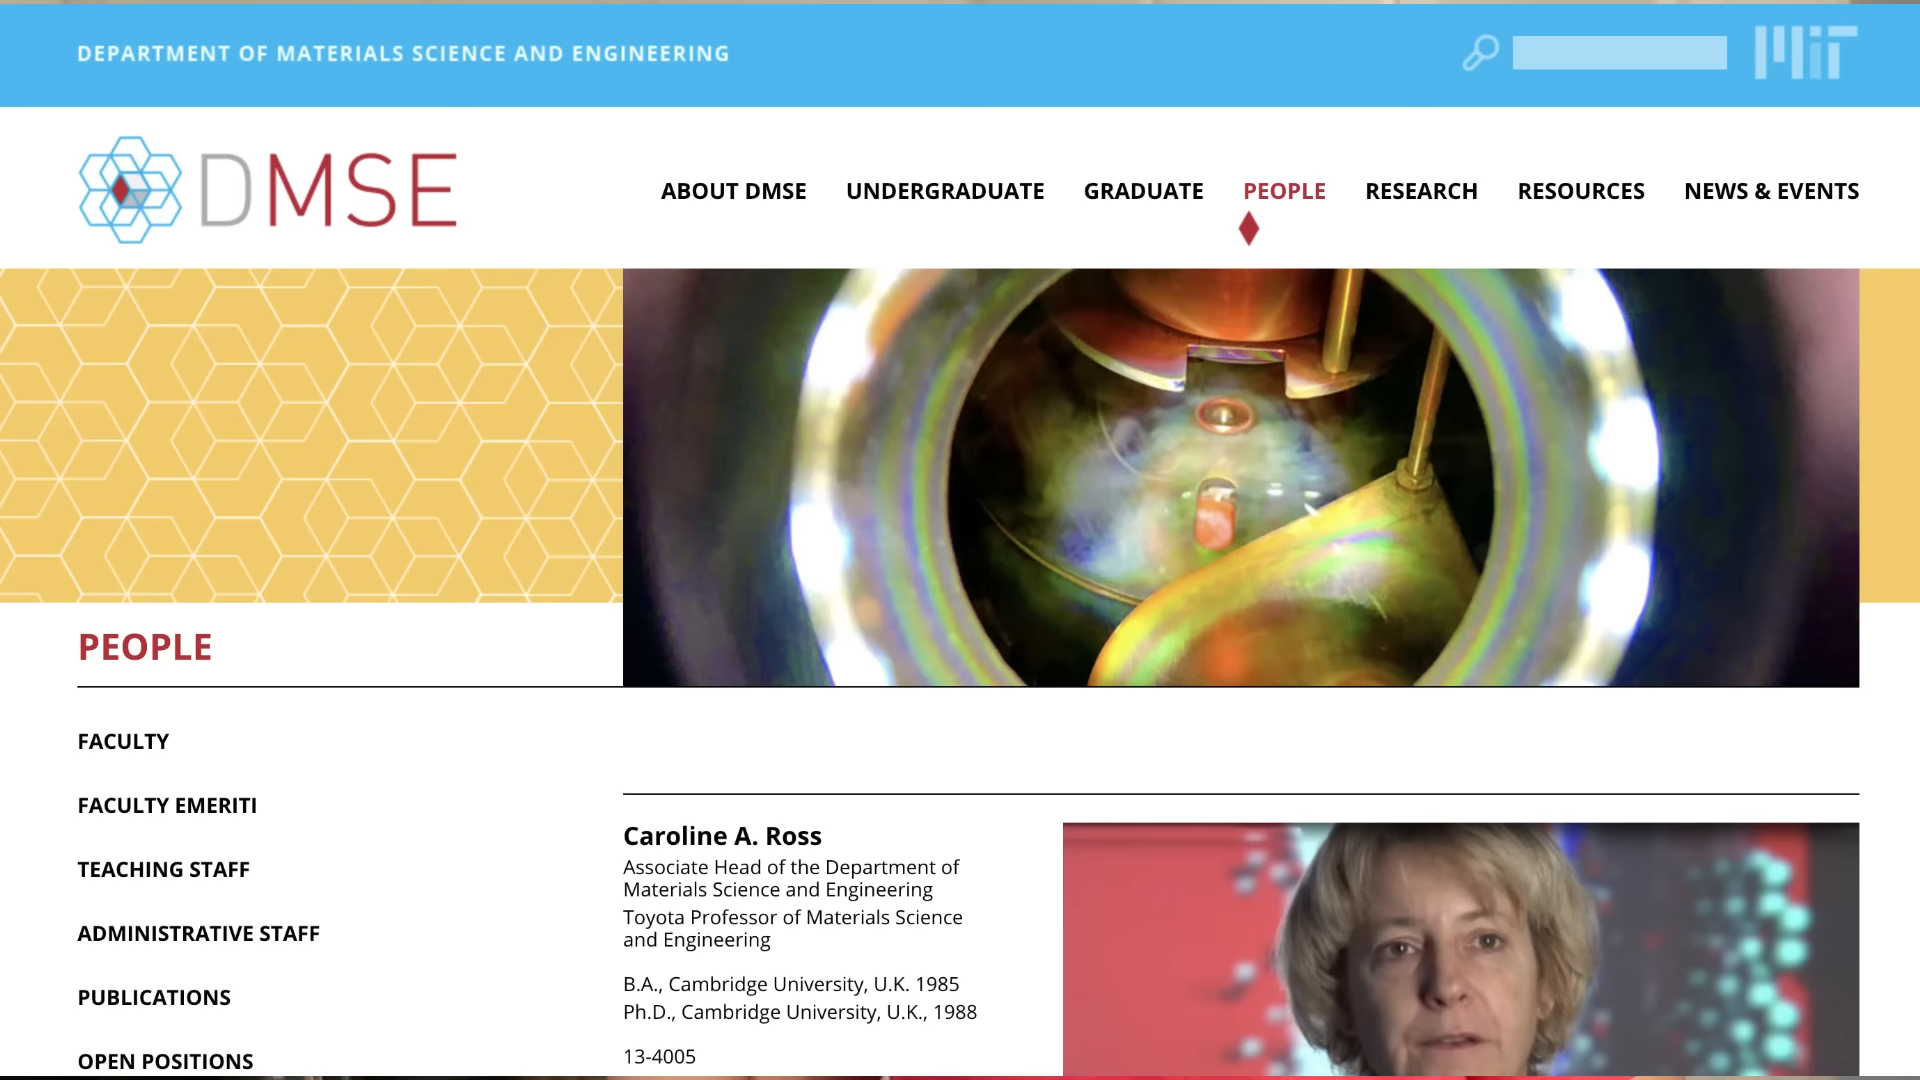 DEPARTMENT OF MATERIALS SCIENCE AND ENGINEERING
MIT
DMSE
ABOUT DMSE UNDERGRADUATE GRADUATE PEOPLE RESEARCH RESOURCES NEWS & EVENTS
PEOPLE
FACULTY
FACULTY EMERITI
TEACHING STAFF
ADMINISTRATIVE STAFF
PUBLICATIONS
OPEN POSITIONS
Caroline A. Ross
Associate Head of the Department of
Materials Science and Engineering
Toyota Professor of Materials Science
and Engineering
B.A., Cambridge University, U.K. 1985
Ph.D., Cambridge University, U.K., 1988
13-4005